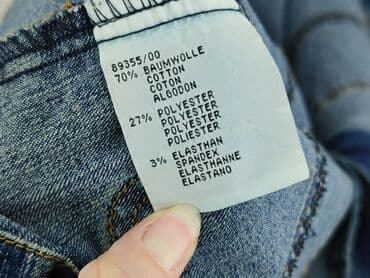 89355/00
70% BAUMWOLLE
COTTON
COTON
ALGODON
27% POLYESTER
POLYESTER
POLYESTER
POLIESTER
3% ELASTHAN
SPANDEX
ELASTHANNE
ELASTANO